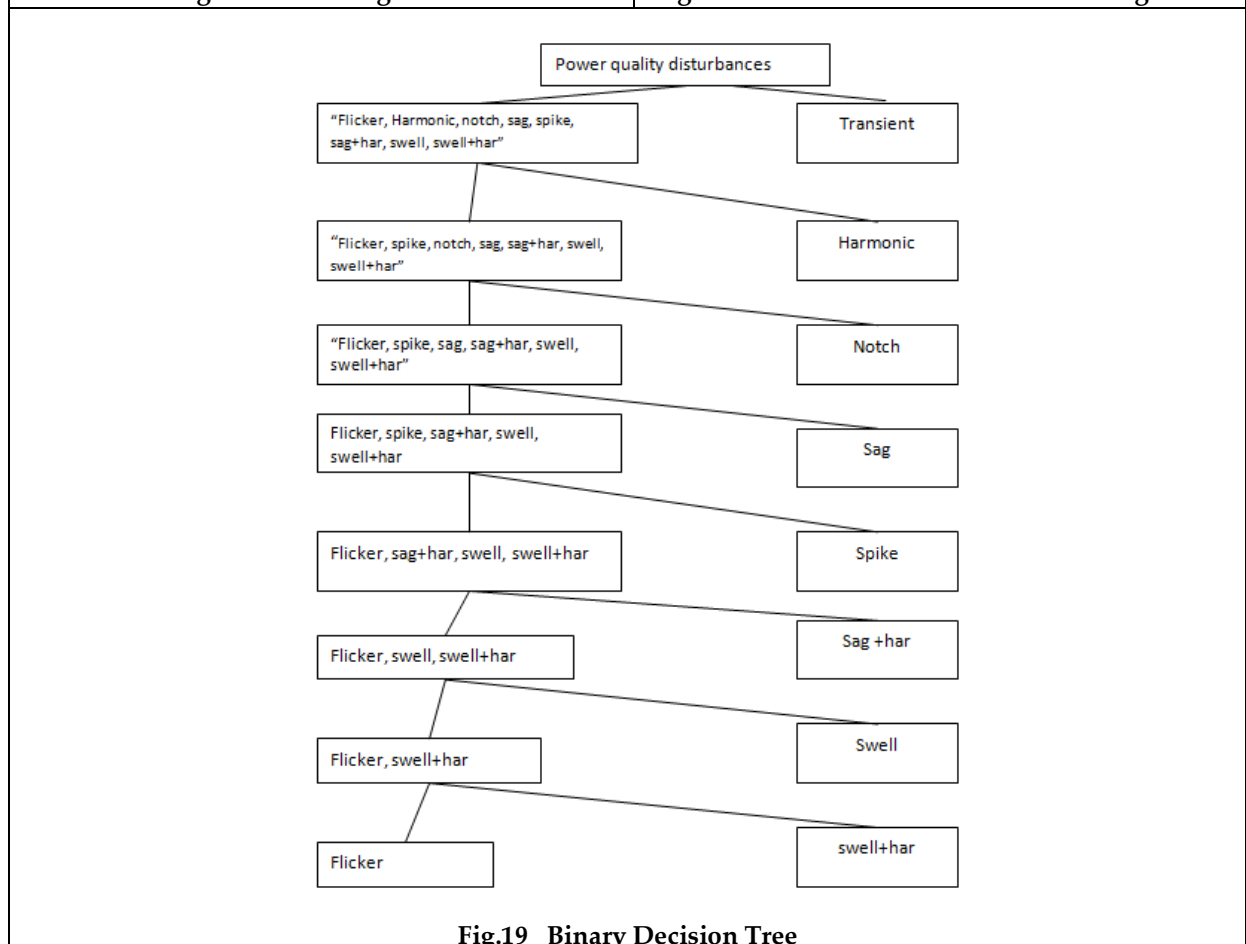 Power quality disturbances
“Flicker, Harmonic, notch, sag, spike,
sag+har, swell, swell+har”
Transient
“Flicker, spike, notch, sag, sag+har, swell,
swell+har”
Harmonic
“Flicker, spike, sag, sag+har, swell,
swell+har”
Notch
Flicker, spike, sag+har, swell,
swell+har
Sag
Flicker, sag+har, swell, swell+har
Spike
Flicker, swell, swell+har
Sag +har
Flicker, swell+har
Swell
Flicker
swell+har
Fig.19 Binary Decision Tree